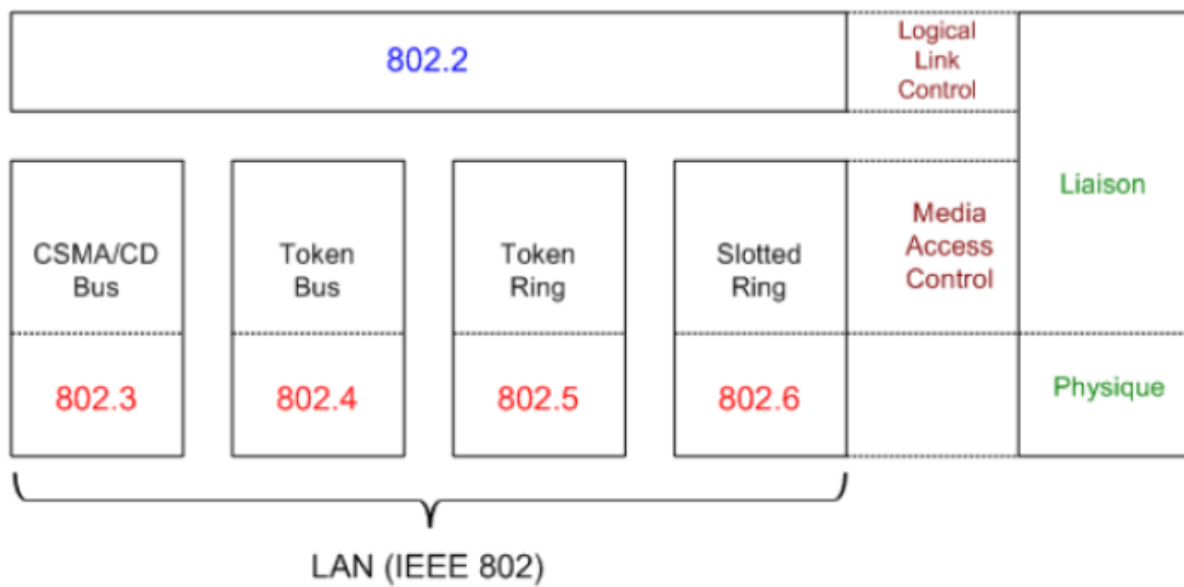 802.2
Logical
Link
Control
Liaison
CSMA/CD
Bus
Token
Bus
Token
Ring
Slotted
Ring
Media
Access
Control
802.3
802.4
802.5
802.6
Physique
LAN (IEEE 802)